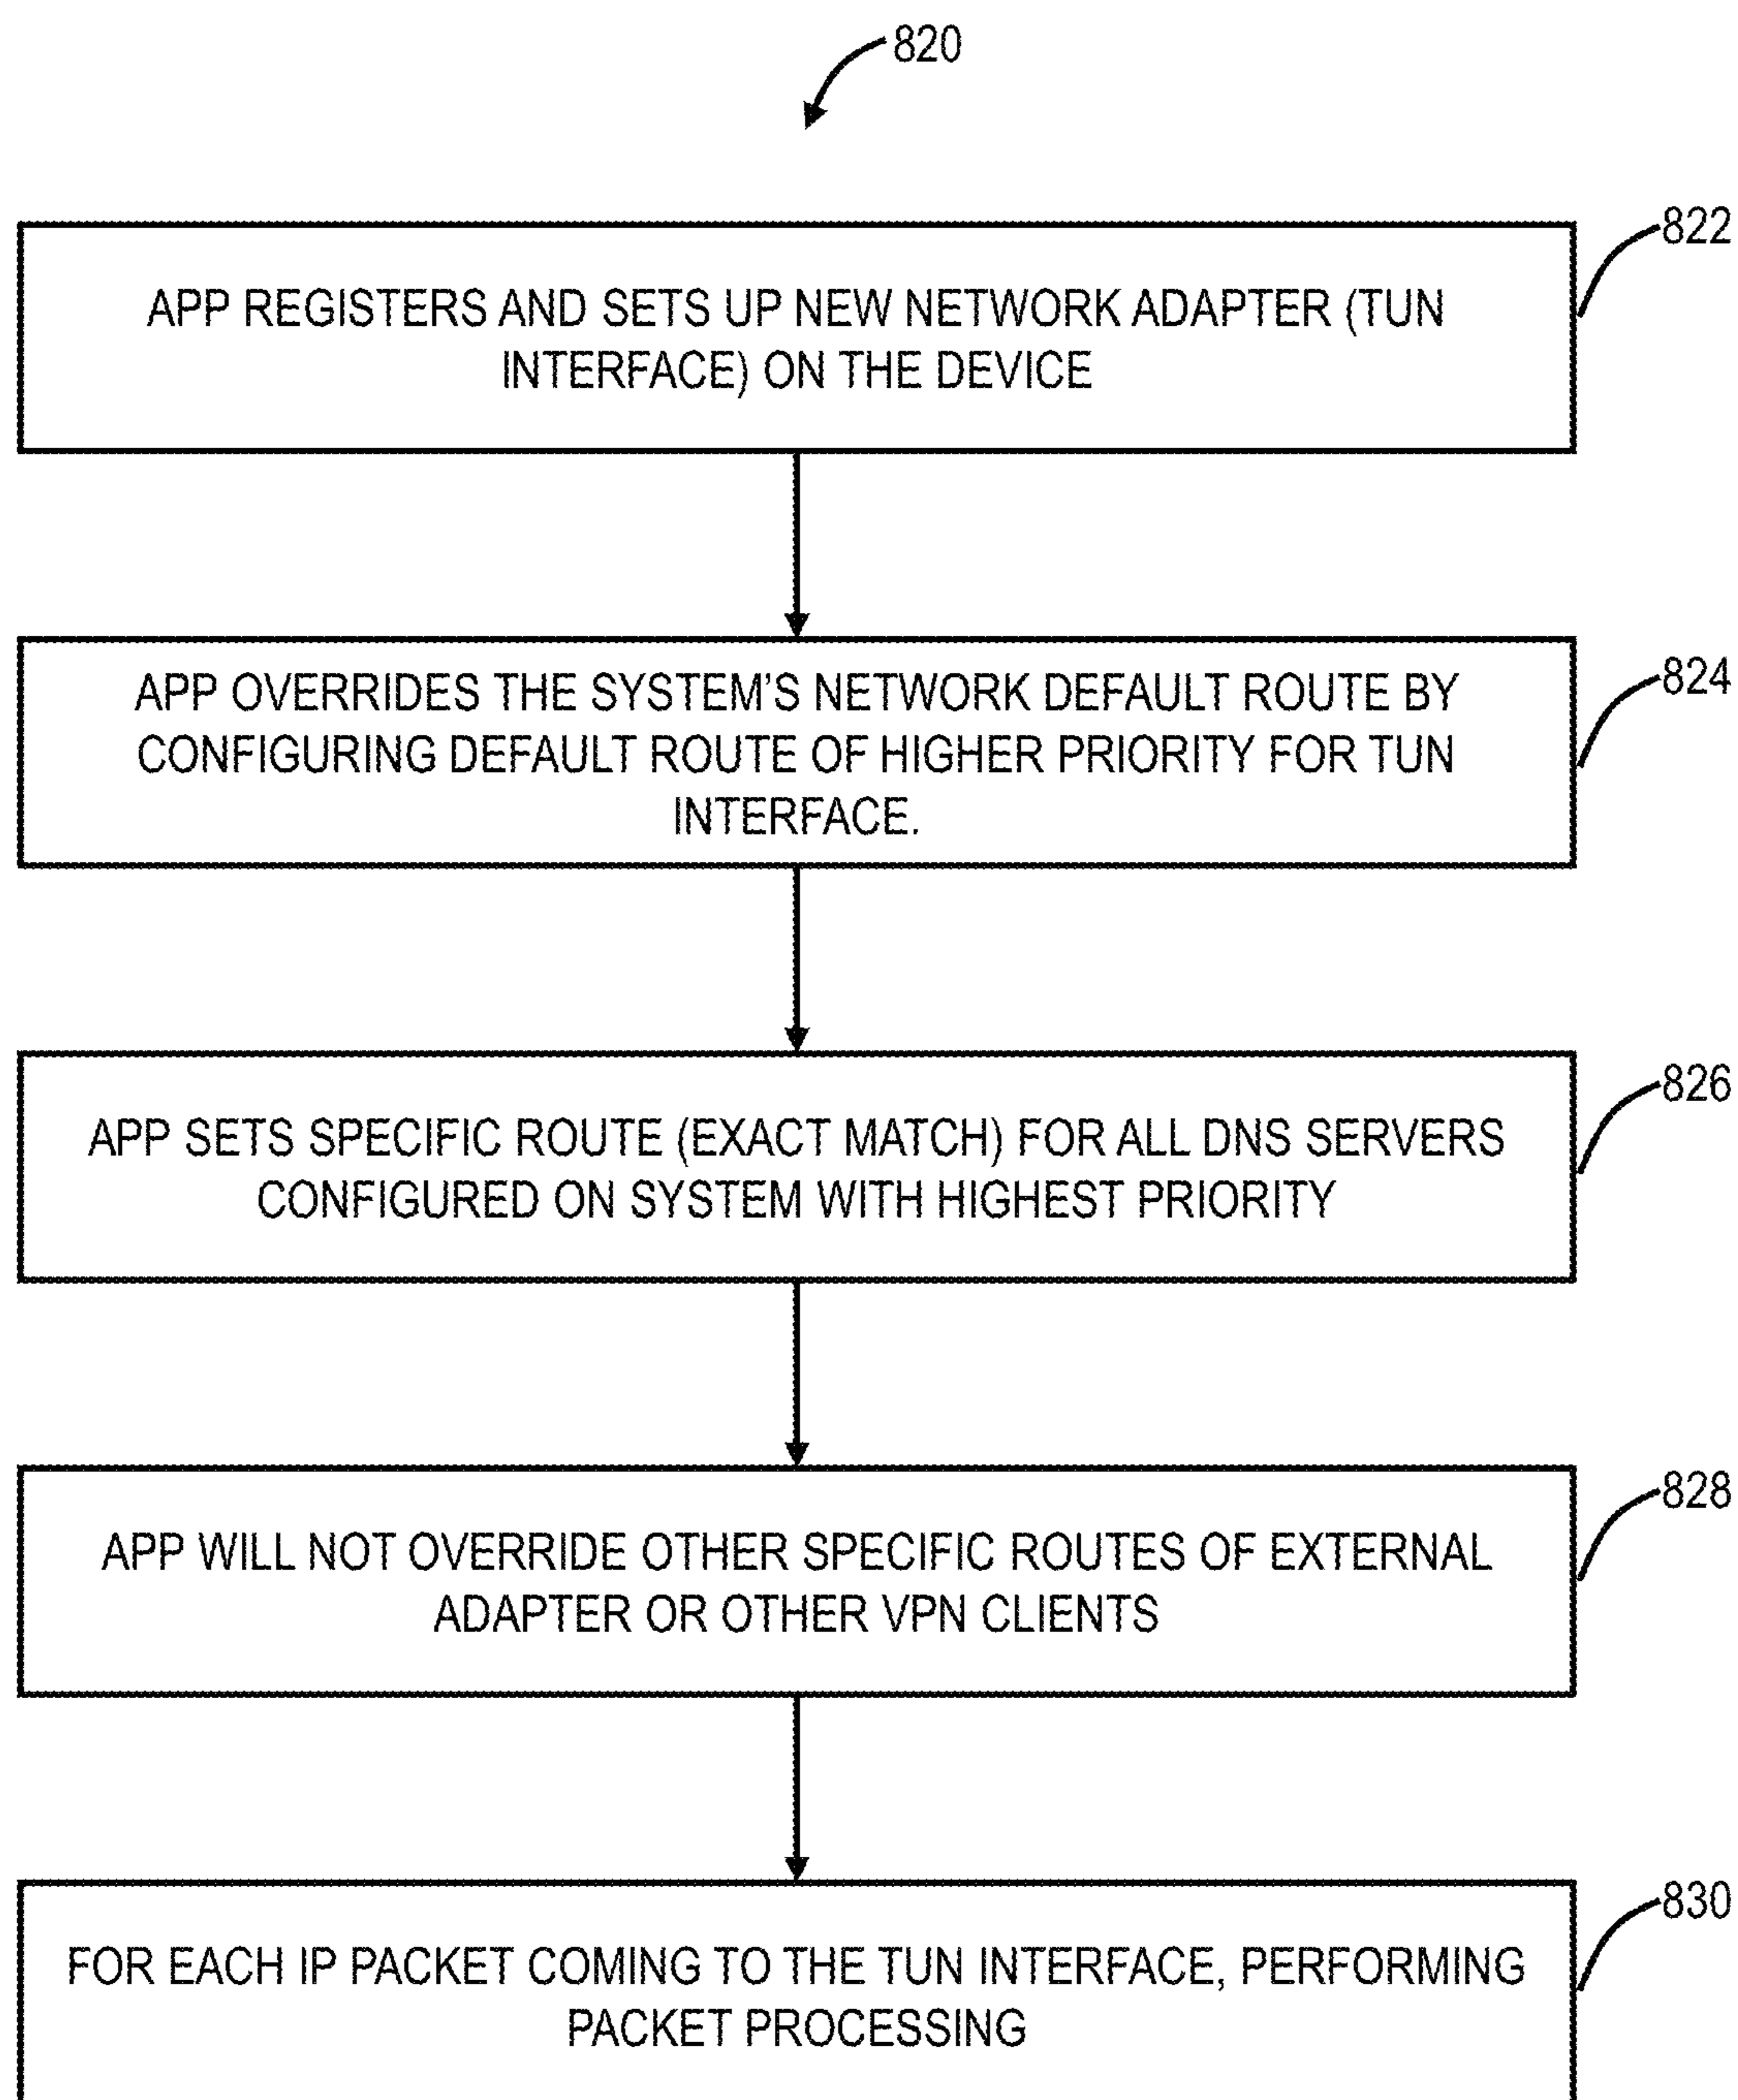 820
822
APP REGISTERS AND SETS UP NEW NETWORK ADAPTER (TUN
INTERFACE) ON THE DEVICE
824
APP OVERRIDES THE SYSTEM'S NETWORK DEFAULT ROUTE BY
CONFIGURING DEFAULT ROUTE OF HIGHER PRIORITY FOR TUN
INTERFACE.
826
APP SETS SPECIFIC ROUTE (EXACT MATCH) FOR ALL DNS SERVERS
CONFIGURED ON SYSTEM WITH HIGHEST PRIORITY
828
APP WILL NOT OVERRIDE OTHER SPECIFIC ROUTES OF EXTERNAL
ADAPTER OR OTHER VPN CLIENTS
830
FOR EACH IP PACKET COMING TO THE TUN INTERFACE, PERFORMING
PACKET PROCESSING